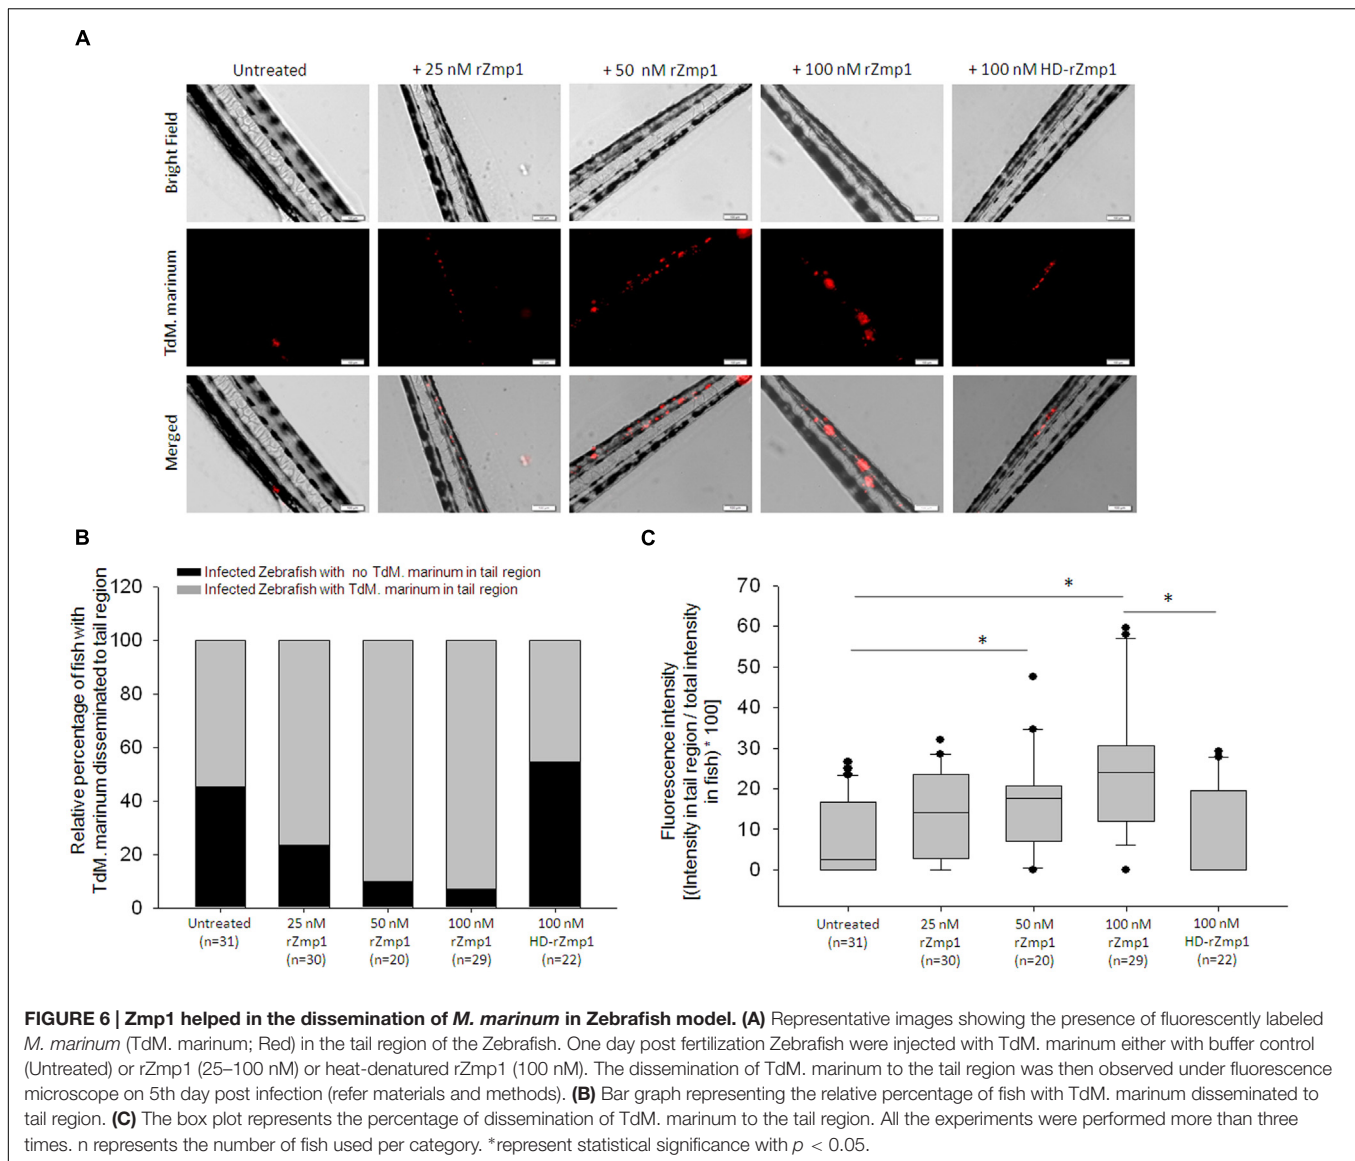 A
Untreated
+ 25 nM rZmp1
+ 50 nM rZmp1
+ 100 nM rZmp1
+ 100 nM HD-rZmp1
Bright Field
TdM. marinum
Merged
B
Infected Zebrafish with no TdM. marinum in tail region
Infected Zebrafish with TdM. marinum in tail region
Relative percentage of fish with
TdM. marinum disseminated to tail region
120
100
80
60
40
20
0
Untreated
(n=31)
25 nM
rZmp1
(n=30)
50 nM
rZmp1
(n=20)
100 nM
rZmp1
(n=29)
100 nM
HD-rZmp1
(n=22)
C
Fluorescence intensity
[(Intensity in tail region / total intensity
in fish) * 100]
70
60
50
40
30
20
10
0
*
*
*
Untreated
(n=31)
25 nM
rZmp1
(n=30)
50 nM
rZmp1
(n=20)
100 nM
rZmp1
(n=29)
100 nM
HD-rZmp1
(n=22)
FIGURE 6 | Zmp1 helped in the dissemination of M. marinum in Zebrafish model. (A) Representative images showing the presence of fluorescently labeled
M. marinum (TdM. marinum; Red) in the tail region of the Zebrafish. One day post fertilization Zebrafish were injected with TdM. marinum either with buffer control
(Untreated) or rZmp1 (25–100 nM) or heat-denatured rZmp1 (100 nM). The dissemination of TdM. marinum to the tail region was then observed under fluorescence
microscope on 5th day post infection (refer materials and methods). (B) Bar graph representing the relative percentage of fish with TdM. marinum disseminated to
tail region. (C) The box plot represents the percentage of dissemination of TdM. marinum to the tail region. All the experiments were performed more than three
times. n represents the number of fish used per category. *represent statistical significance with p < 0.05.